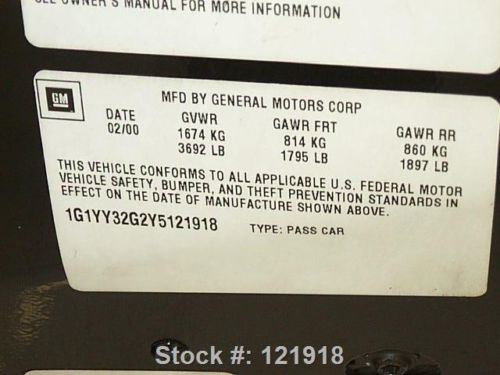 SEE OWNER'S MANUAL FOR MORE INFORMATION
GM
MFD BY GENERAL MOTORS CORP
DATE GVWR GAWR FRT GAWR RR
02/00 1674 KG 814 KG 860 KG
3692 LB 1795 LB 1897 LB
THIS VEHICLE CONFORMS TO ALL APPLICABLE U.S. FEDERAL MOTOR
VEHICLE SAFETY, BUMPER, AND THEFT PREVENTION STANDARDS IN
EFFECT ON THE DATE OF MANUFACTURE SHOWN ABOVE.
1G1YY32G2Y5121918 TYPE: PASS CAR
Stock #: 121918